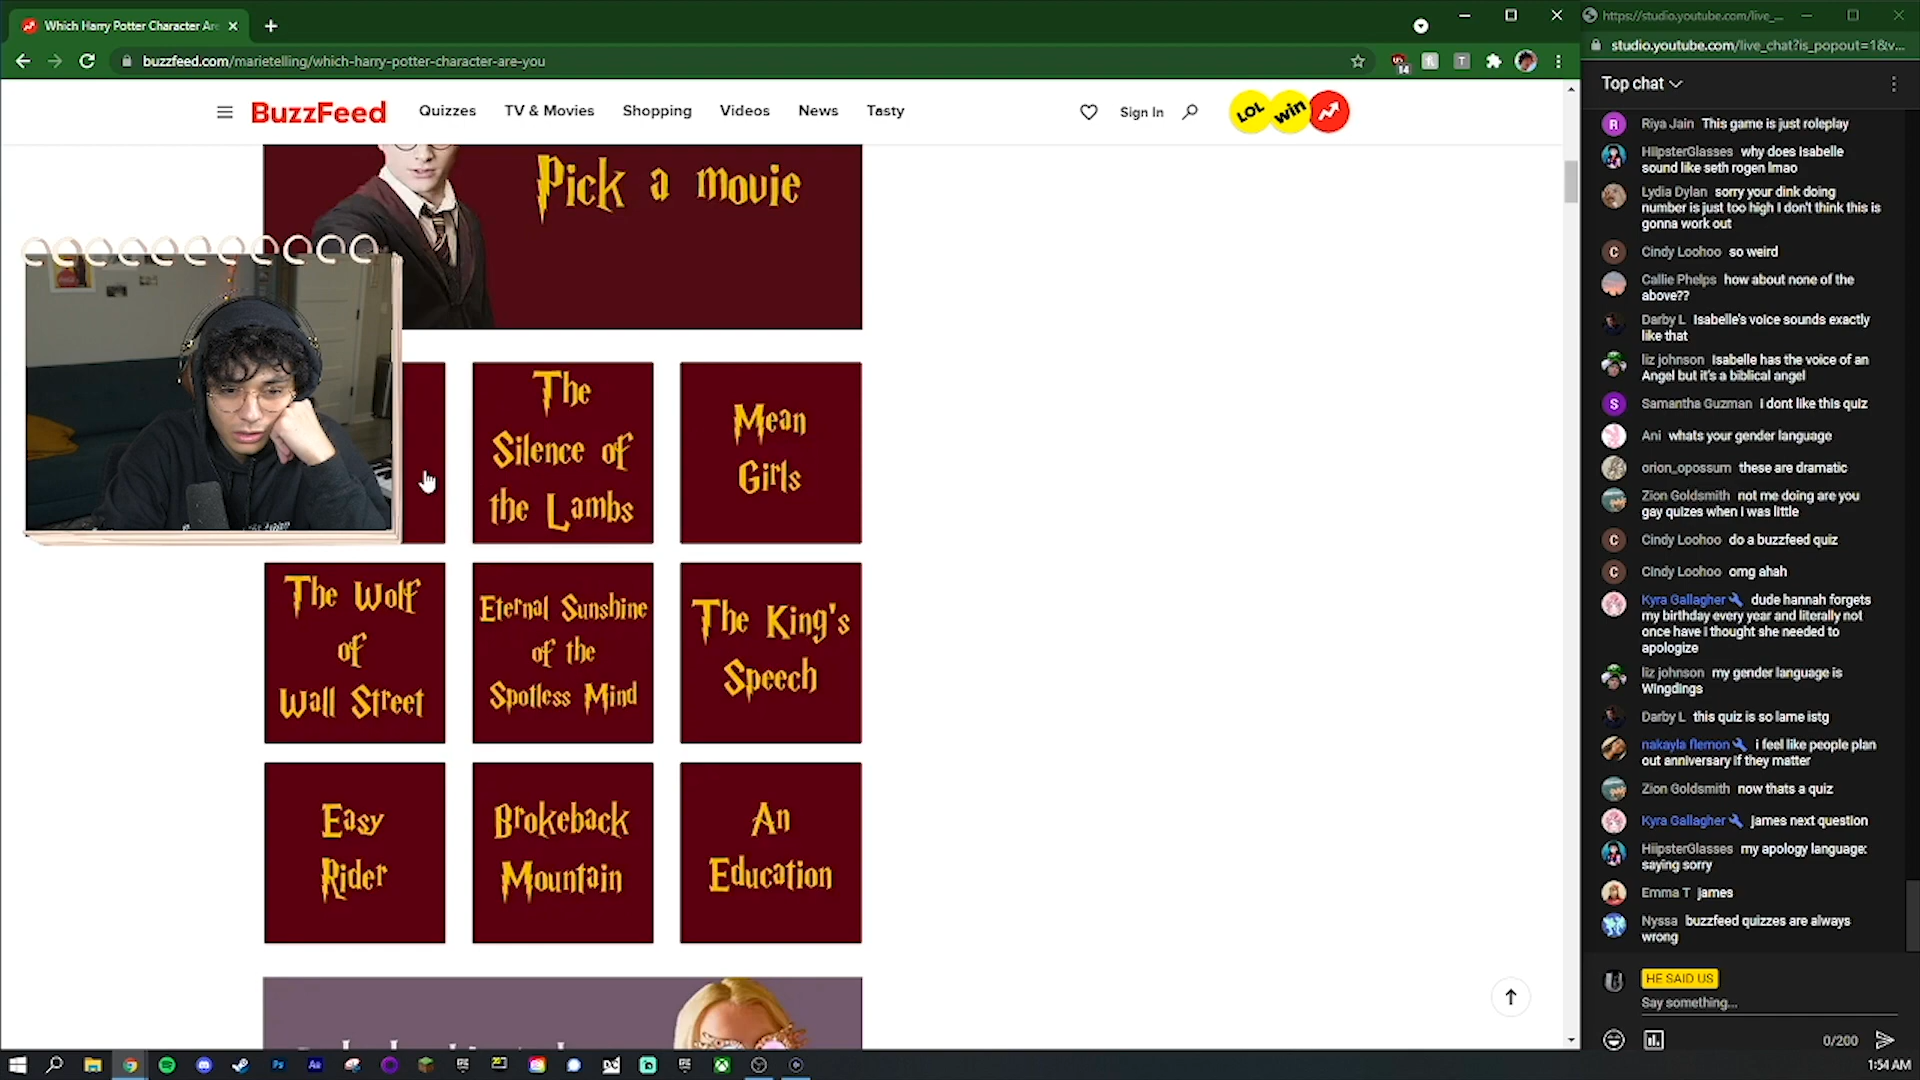 Which Harry Potter Character Are
https://studio.youtube.com/live_...
buzzfeed.com/marietelling/which-harry-potter-character-are-you
14
T
studio.youtube.com/live_chat?is_popout=1&v...
BuzzFeed
Quizzes
TV & Movies
Shopping
Videos
News
Tasty
Sign In
LOL
win
Top chat
Pick a movie
The
Silence of
the Lambs
Mean
Girls
The Wolf
of
Wall Street
Eternal Sunshine
of the
Spotless Mind
The King's
Speech
Easy
Rider
Brokeback
Mountain
An
Education
R
Riya Jain This game is just roleplay
HiipsterGlasses why does isabelle
sound like seth rogen lmao
Lydia Dylan sorry your dink doing
number is just too high I don't think this is
gonna work out
C
Cindy Loohoo so weird
Callie Phelps how about none of the
above??
Darby L Isabelle's voice sounds exactly
like that
liz johnson Isabelle has the voice of an
Angel but it's a biblical angel
S
Samantha Guzman i dont like this quiz
Ani whats your gender language
orion_opossum these are dramatic
Zion Goldsmith not me doing are you
gay quizes when i was little
C
Cindy Loohoo do a buzzfeed quiz
C
Cindy Loohoo omg ahah
Kyra Gallagher dude hannah forgets
my birthday every year and literally not
once have i thought she needed to
apologize
liz johnson my gender language is
Wingdings
Darby L this quiz is so lame istg
nakayla flemon i feel like people plan
out anniversary if they matter
Zion Goldsmith now thats a quiz
Kyra Gallagher james next question
HiipsterGlasses my apology language:
saying sorry
Emma T james
Nyssa buzzfeed quizzes are always
wrong
HE SAID US
Say something...
0/200
Ps
Ae
1:54 AM